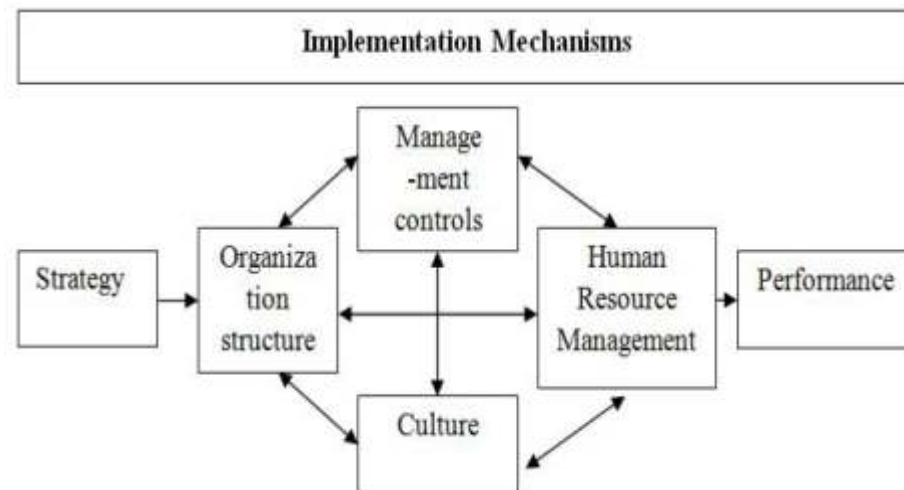 Implementation Mechanisms
Manage
-ment
controls
Strategy
Organiza
tion
structure
Human
Resource
Management
Performance
Culture